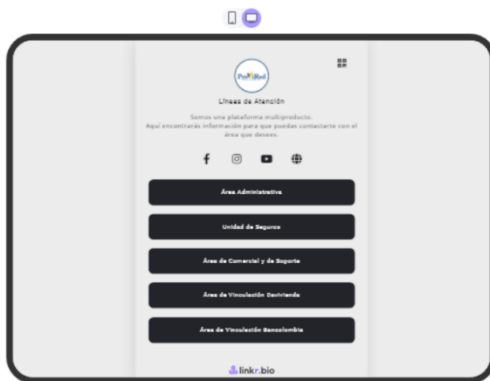 Líneas de Atención
Somos una plataforma multiproducto.
Aquí encontrarás información para que puedas contactarte con el
área que desees.
Área Administrativa
Unidad de Seguros
Área de Comercial y de Soporte
Área de Vinculación Davivienda
Área de Vinculación Bancolombia
linkr.bio